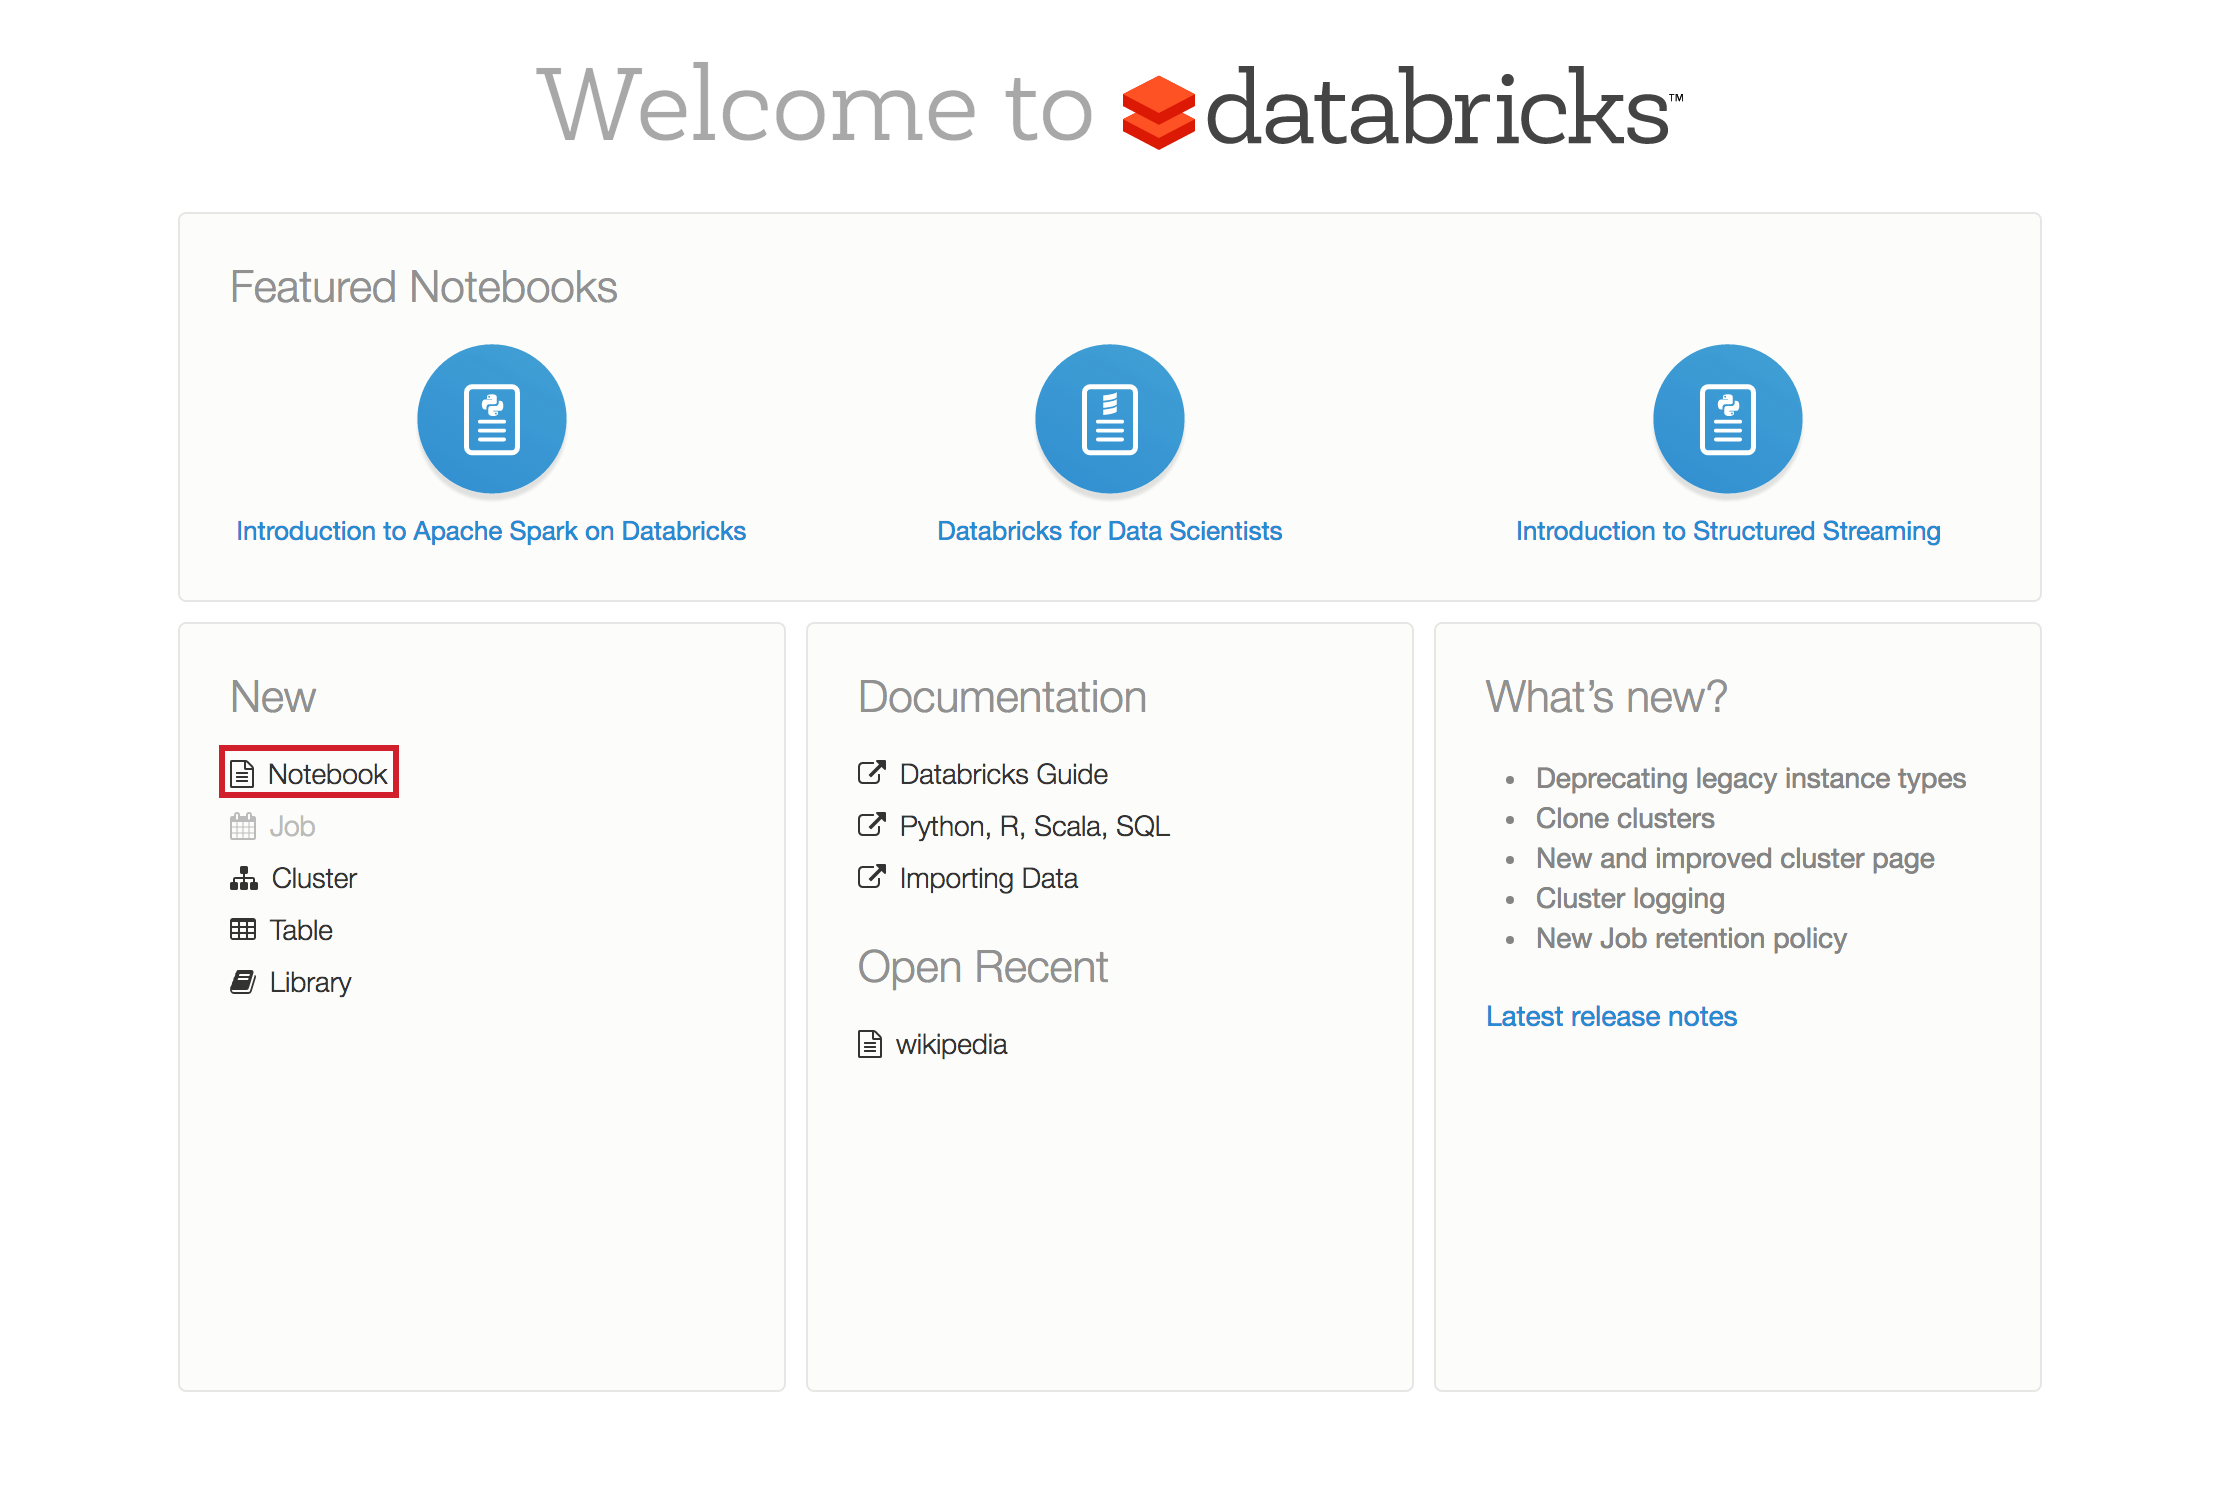 Welcome to databricks™
Featured Notebooks
Introduction to Apache Spark on Databricks
Databricks for Data Scientists
Introduction to Structured Streaming
New
Notebook
Job
Cluster
Table
Library
Documentation
Databricks Guide
Python, R, Scala, SQL
Importing Data
Open Recent
wikipedia
What's new?
• Deprecating legacy instance types
• Clone clusters
• New and improved cluster page
• Cluster logging
• New Job retention policy
Latest release notes